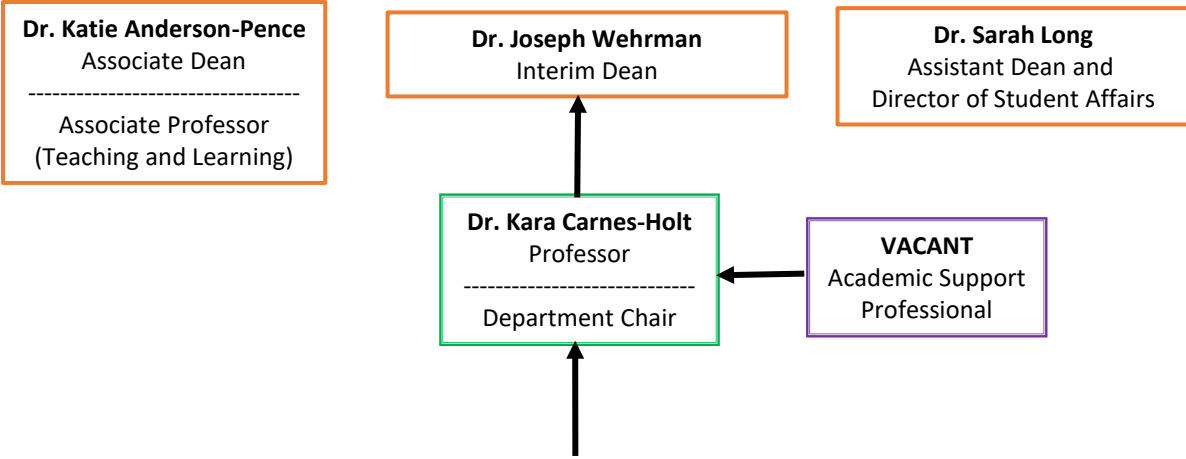 Dr. Katie Anderson-Pence
Associate Dean
----------------------------------
Associate Professor
(Teaching and Learning)
Dr. Joseph Wehrman
Interim Dean
Dr. Sarah Long
Assistant Dean and
Director of Student Affairs
Dr. Kara Carnes-Holt
Professor
-----------------------------
Department Chair
VACANT
Academic Support
Professional